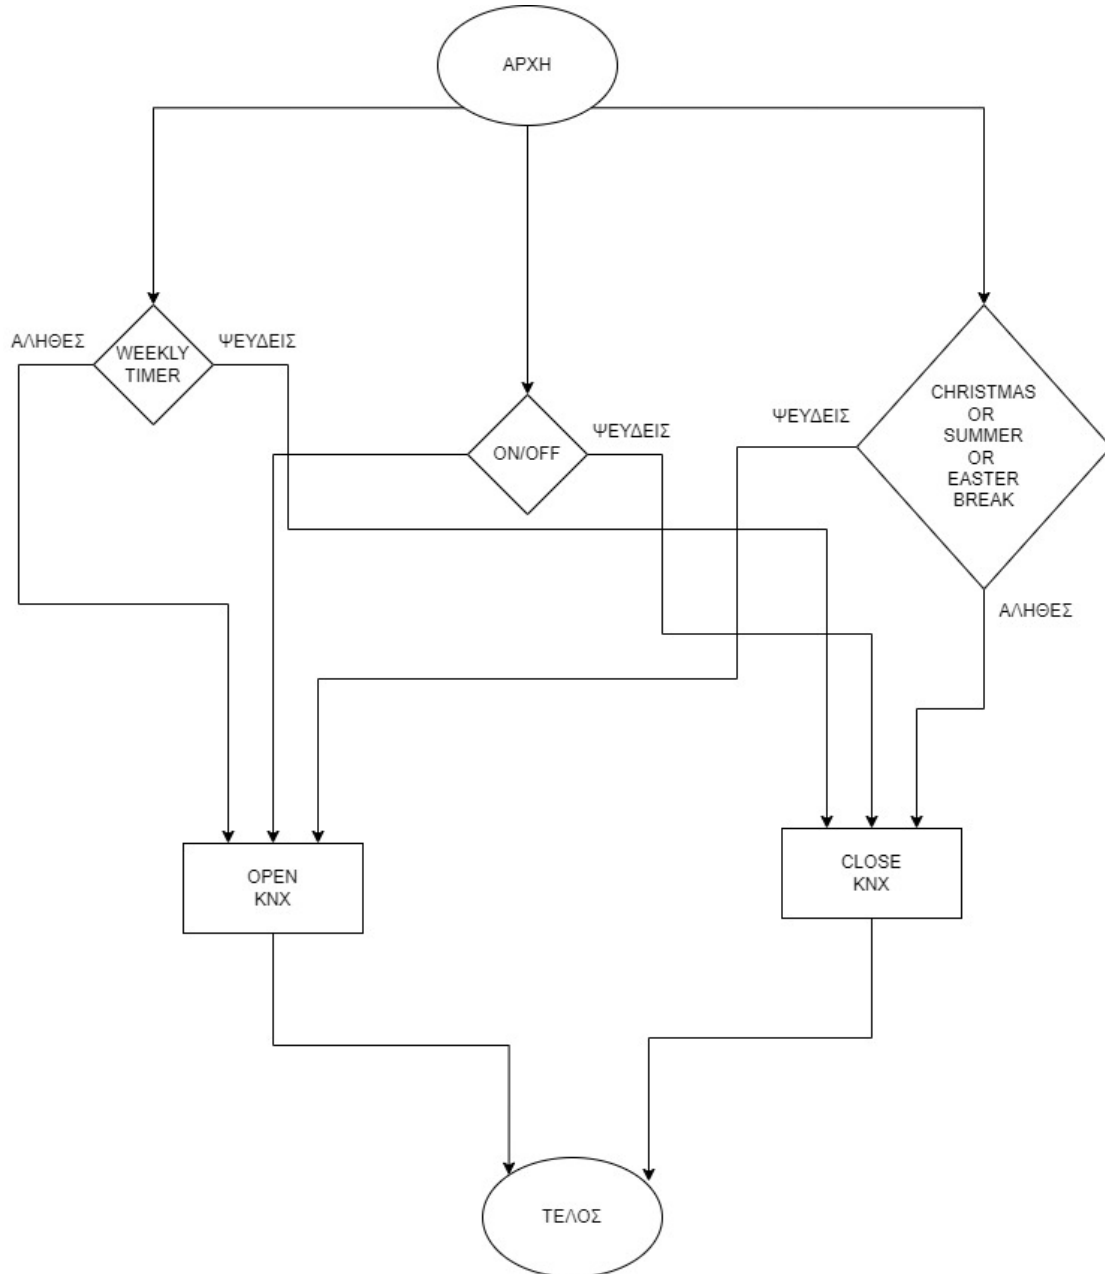 ΑΡΧΗ
ΑΛΗΘΕΣ
WEEKLY
TIMER
ΨΕΥΔΕΙΣ
ON/OFF
ΨΕΥΔΕΙΣ
ΨΕΥΔΕΙΣ
CHRISTMAS
OR
SUMMER
OR
EASTER
BREAK
ΑΛΗΘΕΣ
OPEN
KNX
CLOSE
KNX
ΤΕΛΟΣ